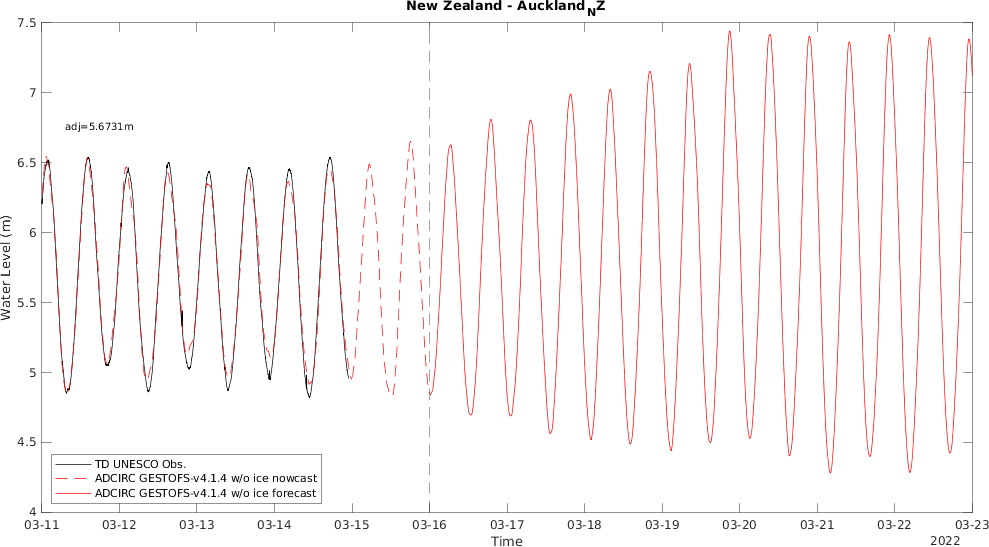 New Zealand - Auckland_NZ
7.5
7
6.5
6
5.5
5
4.5
4
Water Level (m)
adj=5.6731m
TD UNESCO Obs.
ADCIRC GESTOFS-v4.1.4 w/o ice nowcast
ADCIRC GESTOFS-v4.1.4 w/o ice forecast
03-11 03-12 03-13 03-14 03-15 03-16 03-17 03-18 03-19 03-20 03-21 03-22 03-23
Time
2022